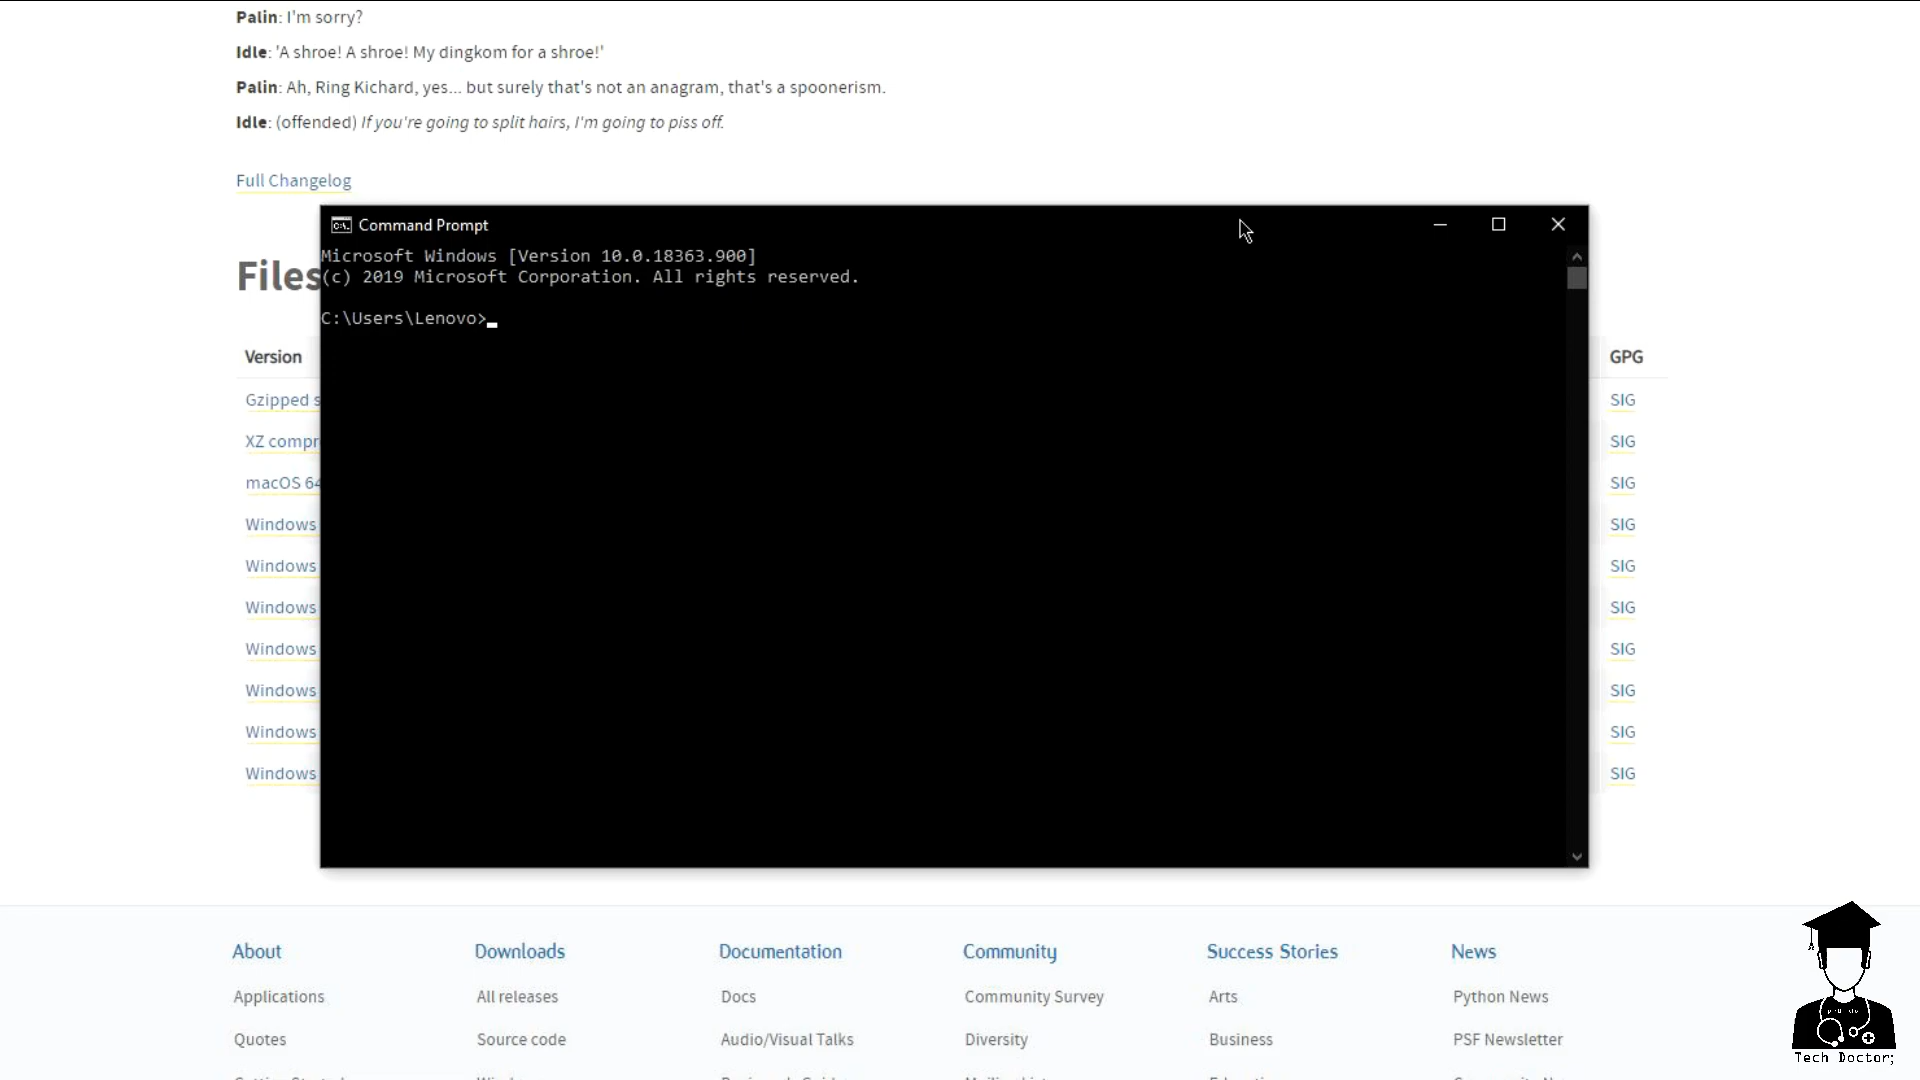 Palin: I'm sorry?
Idle: 'A shroe! A shroe! My dingkom for a shroe!'
Palin: Ah, Ring Kichard, yes... but surely that's not an anagram, that's a spoonerism.
Idle: (offended) If you're going to split hairs, I'm going to piss off.
Full Changelog
Command Prompt
Microsoft Windows [Version 10.0.18363.900]
(c) 2019 Microsoft Corporation. All rights reserved.
C:\Users\Lenovo>
Files
Version GPG
Gzipped s SIG
XZ compr SIG
macOS 64 SIG
Windows SIG
Windows SIG
Windows SIG
Windows SIG
Windows SIG
Windows SIG
Windows SIG
About Downloads Documentation Community Success Stories News
Applications All releases Docs Community Survey Arts Python News
Quotes Source code Audio/Visual Talks Diversity Business PSF Newsletter
Tech Doctor;